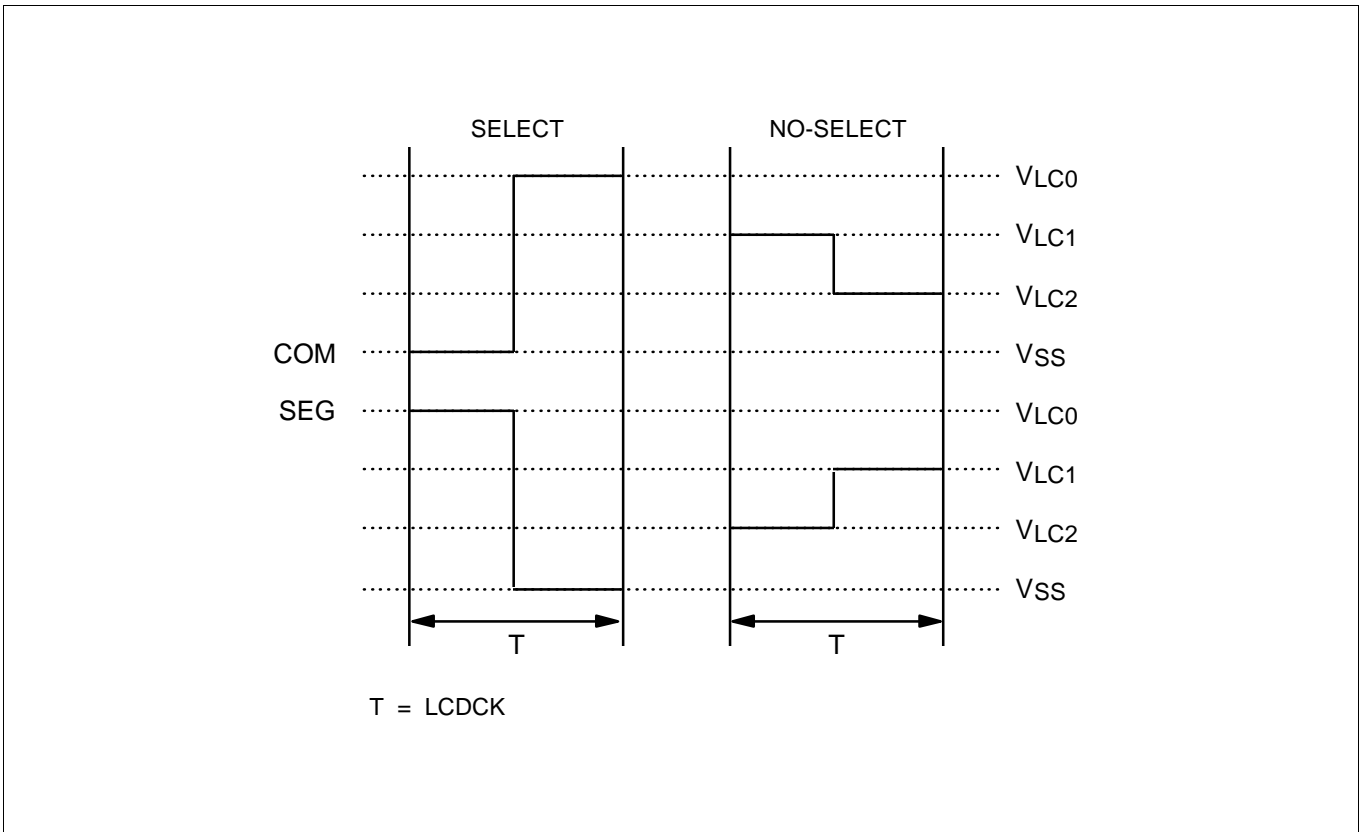 SELECT NO-SELECT
VLC0
VLC1
VLC2
COM VSS
SEG VLC0
VLC1
VLC2
VSS
T T
T = LCDCK